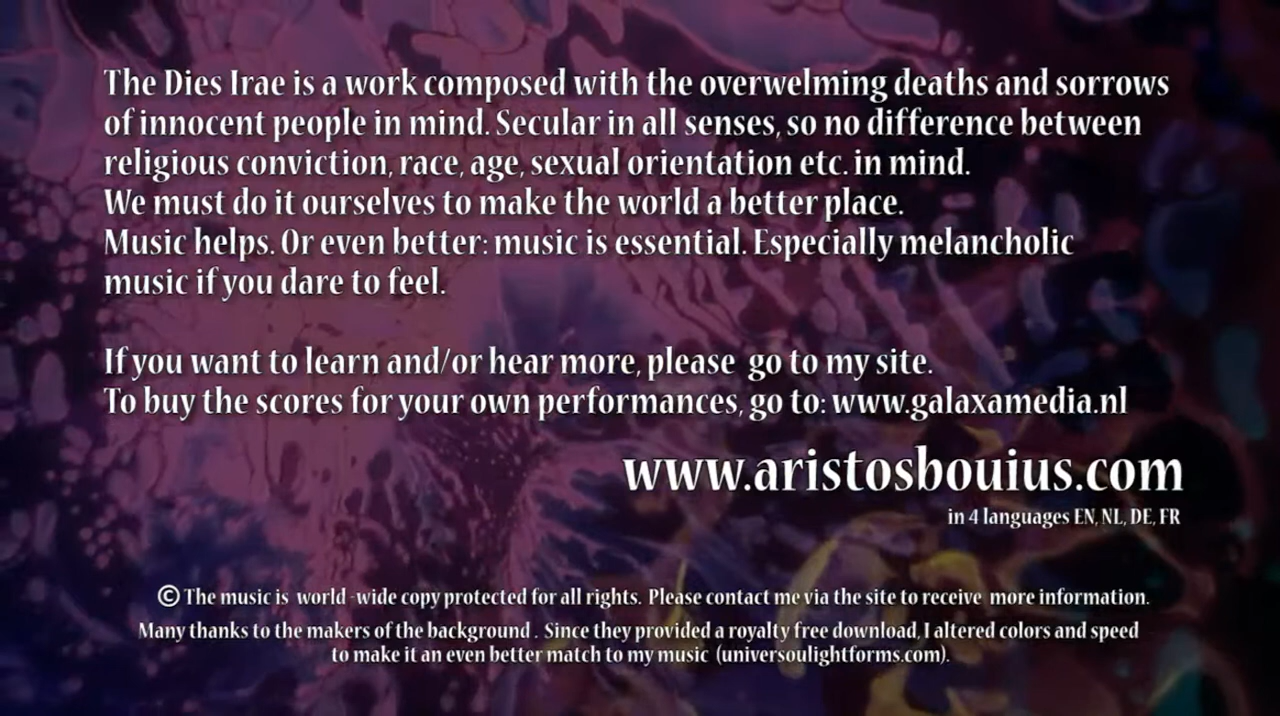 The Dies Irae is a work composed with the overwelming deaths and sorrows
of innocent people in mind. Secular in all senses, so no difference between
religious conviction, race, age, sexual orientation etc. in mind.
We must do it ourselves to make the world a better place.
Music helps. Or even better: music is essential. Especially melancholic
music if you dare to feel.
If you want to learn and/or hear more, please go to my site.
To buy the scores for your own performances, go to: www.galaxamedia.nl
www.aristosbouius.com
in 4 languages EN, NL, DE, FR
© The music is world-wide copy protected for all rights. Please contact me via the site to receive more information.
Many thanks to the makers of the background. Since they provided a royalty free download, I altered colors and speed
to make it an even better match to my music (universoulightforms.com).